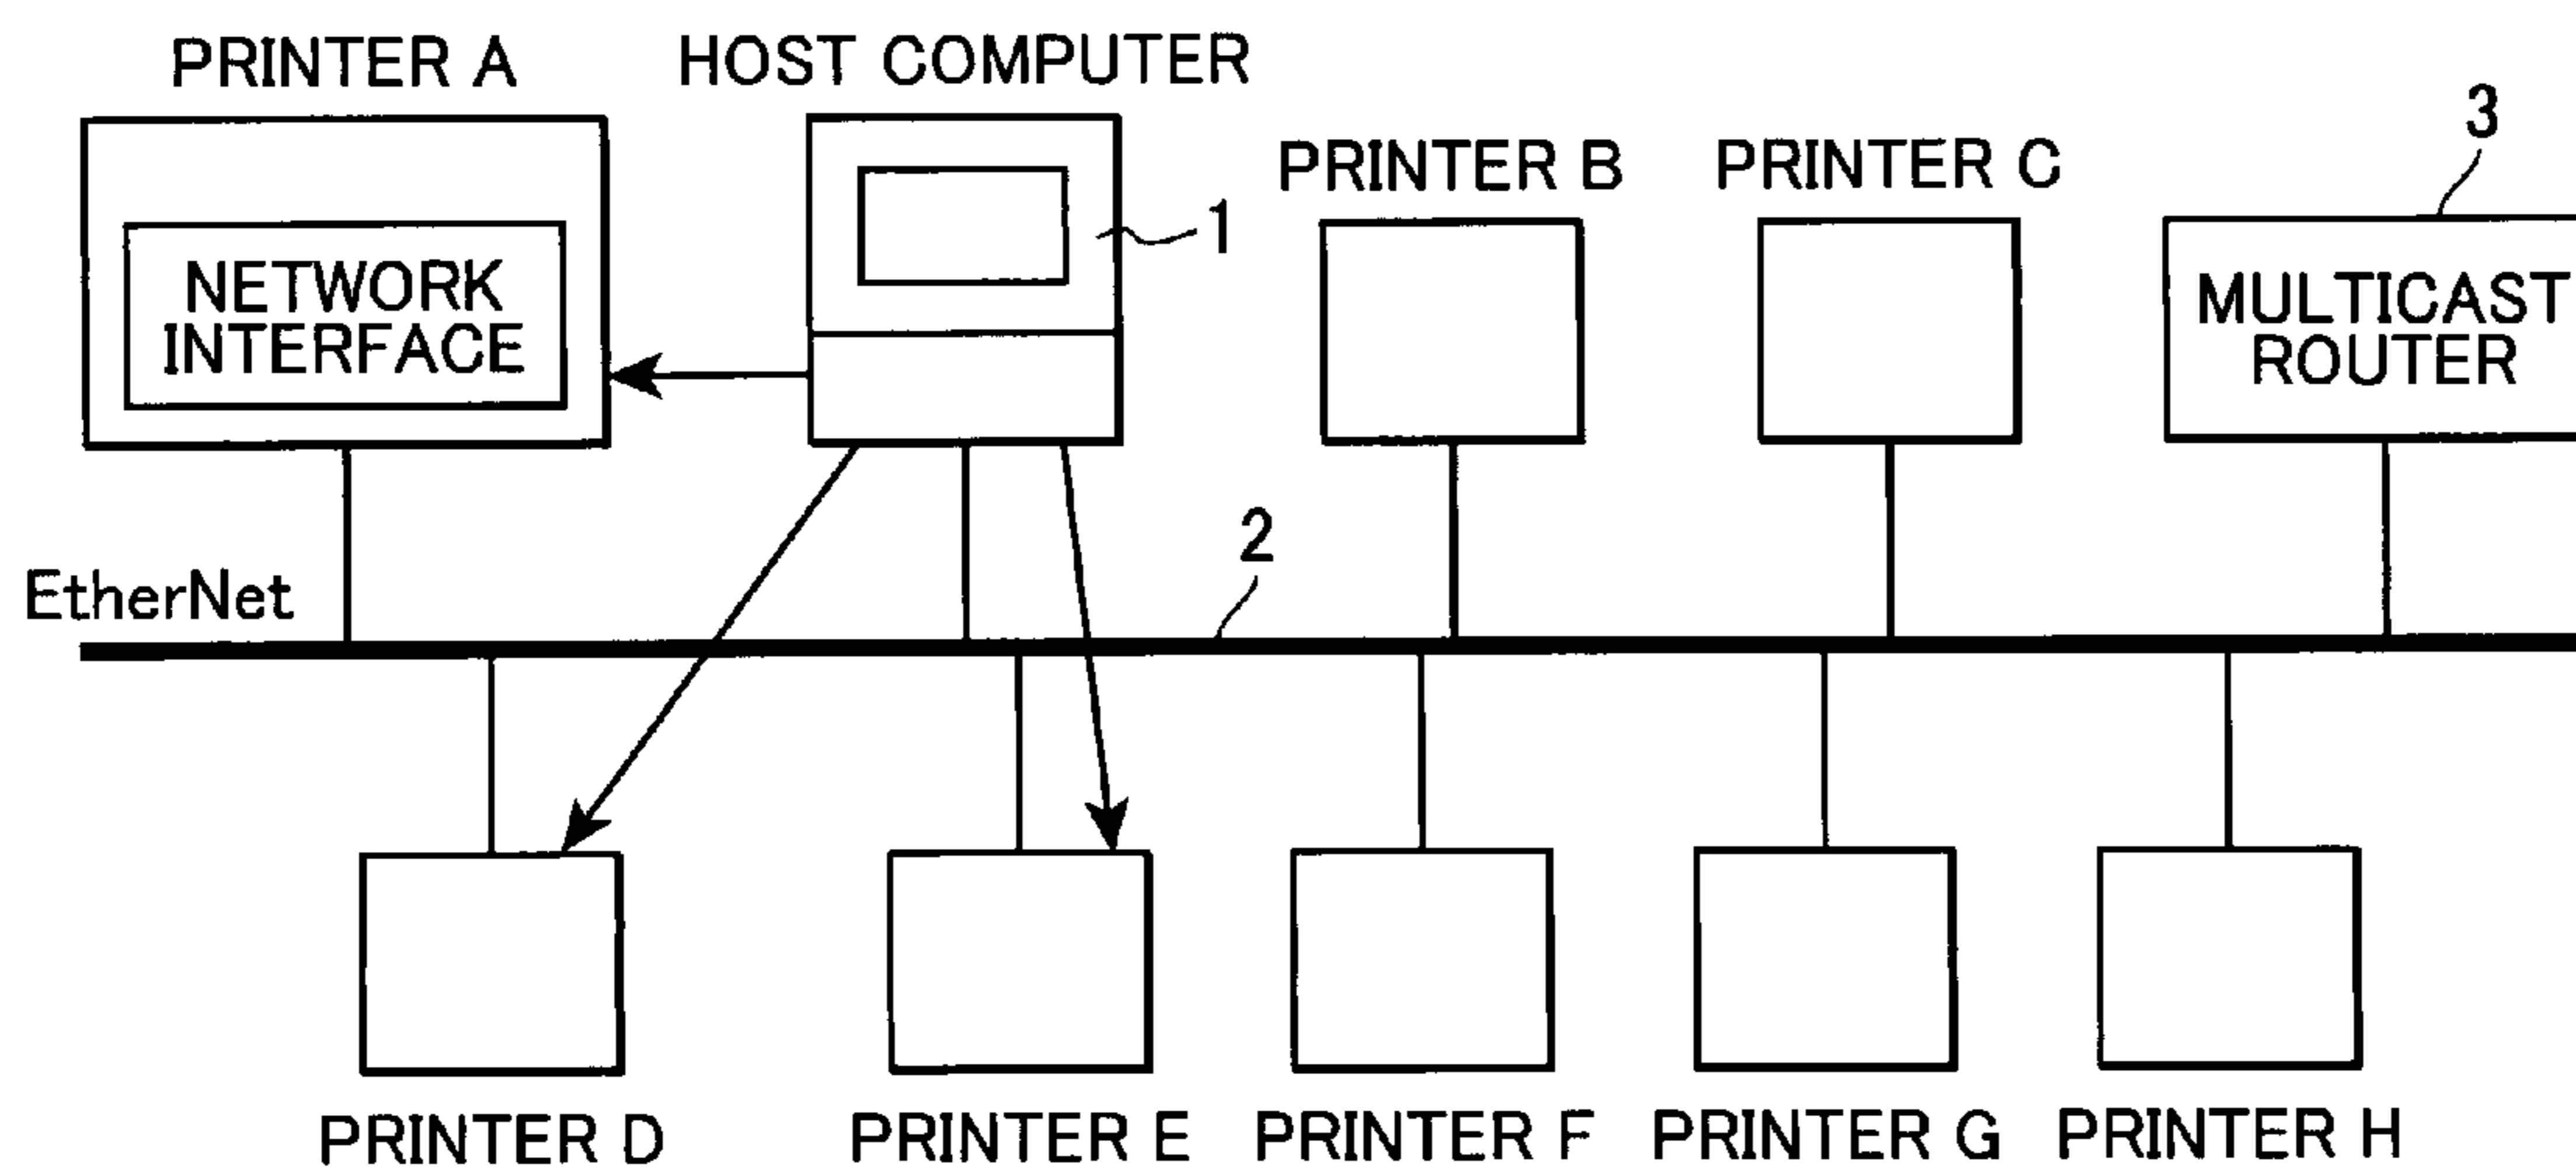 PRINTER A
HOST COMPUTER
3
PRINTER B
PRINTER C
1
NETWORK
INTERFACE
MULTICAST
ROUTER
2
EtherNet
PRINTER D
PRINTER E
PRINTER F
PRINTER G
PRINTER H